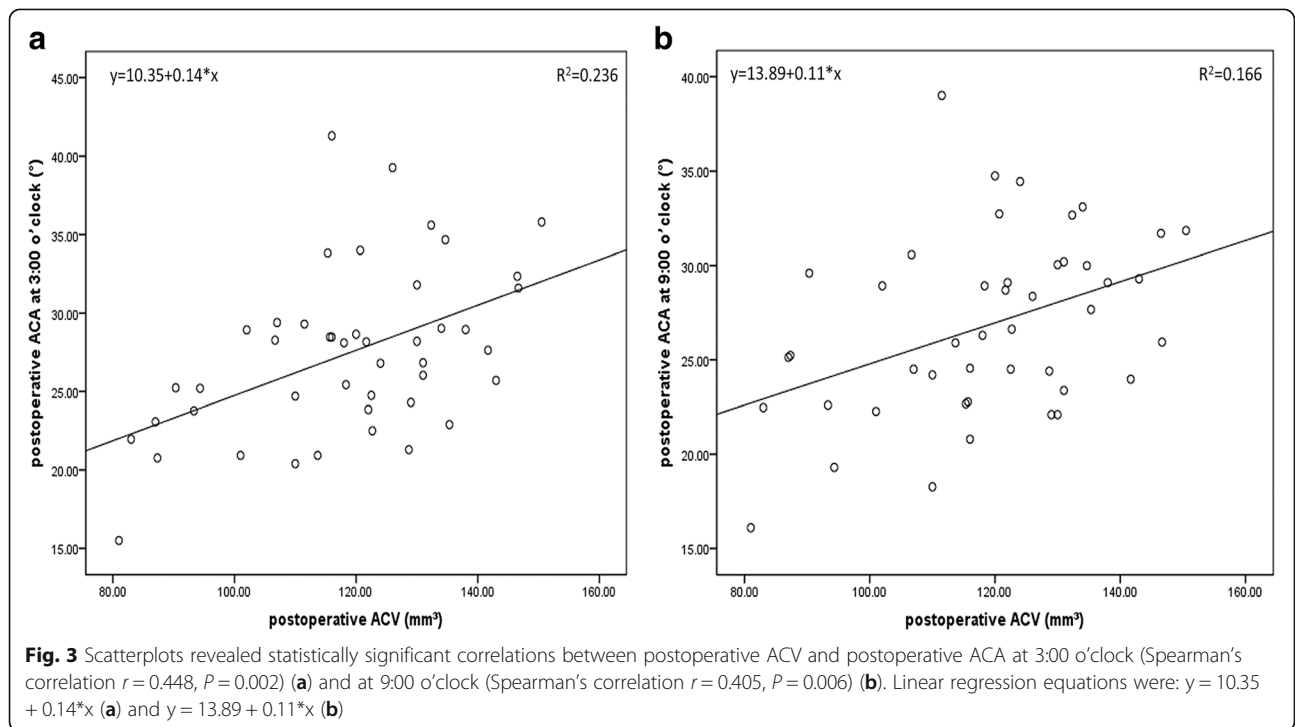 a
y=10.35+0.14*x
R²=0.236
45.00
40.00
35.00
30.00
25.00
20.00
15.00
postoperative ACA at 3:00 o'clock (°)
80.00 100.00 120.00 140.00 160.00
postoperative ACV (mm³)
b
y=13.89+0.11*x
R²=0.166
40.00
35.00
30.00
25.00
20.00
15.00
postoperative ACA at 9:00 o'clock (°)
80.00 100.00 120.00 140.00 160.00
postoperative ACV (mm³)
Fig. 3 Scatterplots revealed statistically significant correlations between postoperative ACV and postoperative ACA at 3:00 o'clock (Spearman's
correlation r = 0.448, P = 0.002) (a) and at 9:00 o'clock (Spearman's correlation r = 0.405, P = 0.006) (b). Linear regression equations were: y = 10.35
+ 0.14*x (a) and y = 13.89 + 0.11*x (b)